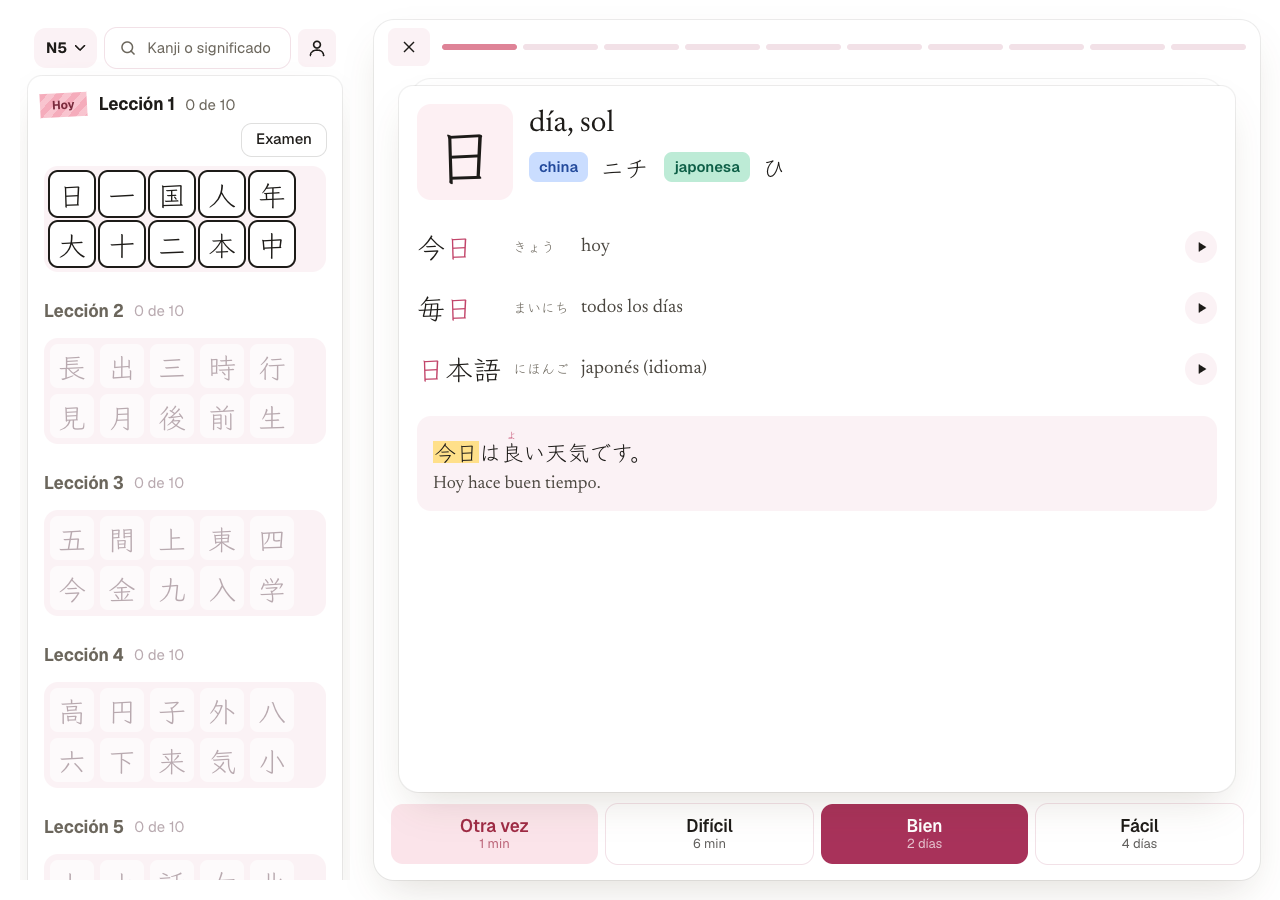 N5
Kanji o significado
Hoy Lección 1 0 de 10
Examen
日 一 国 人 年
大 十 二 本 中
Lección 2 0 de 10
長 出 三 時 行
見 月 後 前 生
Lección 3 0 de 10
五 間 上 東 四
今 金 九 入 学
Lección 4 0 de 10
高 円 子 外 八
六 下 来 気 小
Lección 5 0 de 10
日
día, sol
china ニチ japonesa ひ
今日 きょう hoy
毎日 まいにち todos los días
日本語 にほんご japonés (idioma)
よ
今日は良い天気です。
Hoy hace buen tiempo.
Otra vez
1 min
Difícil
6 min
Bien
2 días
Fácil
4 días